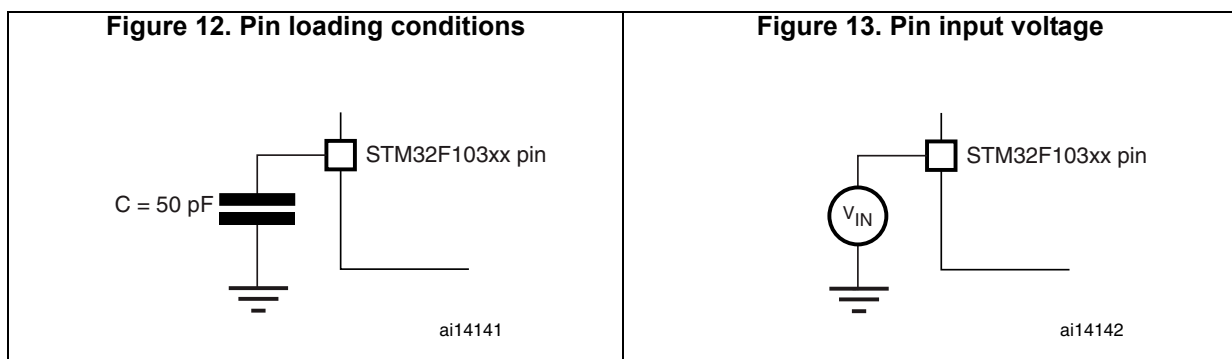 Figure 12. Pin loading conditions
STM32F103xx pin
C = 50 pF
ai14141
Figure 13. Pin input voltage
STM32F103xx pin
VIN
ai14142